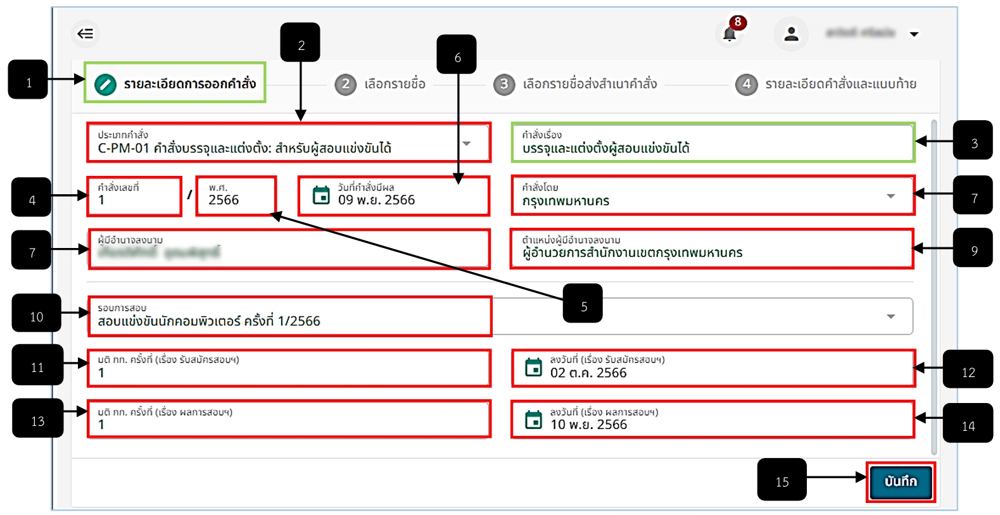 8
2
6
1
รายละเอียดการออกคำสั่ง
2 เลือกรายชื่อ
3 เลือกรายชื่อส่งสำเนาคำสั่ง
4 รายละเอียดคำสั่งและแนบท้าย
ประเภทคำสั่ง
C-PM-01 คำสั่งบรรจุและแต่งตั้ง: สำหรับผู้สอบแข่งขันได้
คำสั่งเรื่อง
บรรจุและแต่งตั้งผู้สอบแข่งขันได้
3
4
คำสั่งเลขที่
1
/
พ.ศ.
2566
วันที่คำสั่งมีผล
09 พ.ย. 2566
คำสั่งโดย
กรุงเทพมหานคร
7
7
ผู้มีอำนาจลงนาม
ตำแหน่งผู้มีอำนาจลงนาม
ผู้อำนวยการสำนักงานเขตกรุงเทพมหานคร
9
5
10
รอบการสอบ
สอบแข่งขันนักคอมพิวเตอร์ ครั้งที่ 1/2566
11
มติ กก. ครั้งที่ (เรื่อง รับสมัครสอบฯ)
1
ลงวันที่ (เรื่อง รับสมัครสอบฯ)
02 ต.ค. 2566
12
13
มติ กก. ครั้งที่ (เรื่อง ผลการสอบฯ)
1
ลงวันที่ (เรื่อง ผลการสอบฯ)
10 พ.ย. 2566
14
15
บันทึก